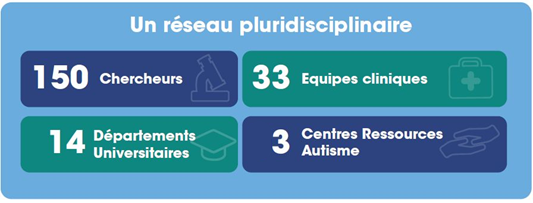 Un réseau pluridisciplinaire
150 Chercheurs
33 Equipes cliniques
14 Départements
Universitaires
3 Centres Ressources
Autisme